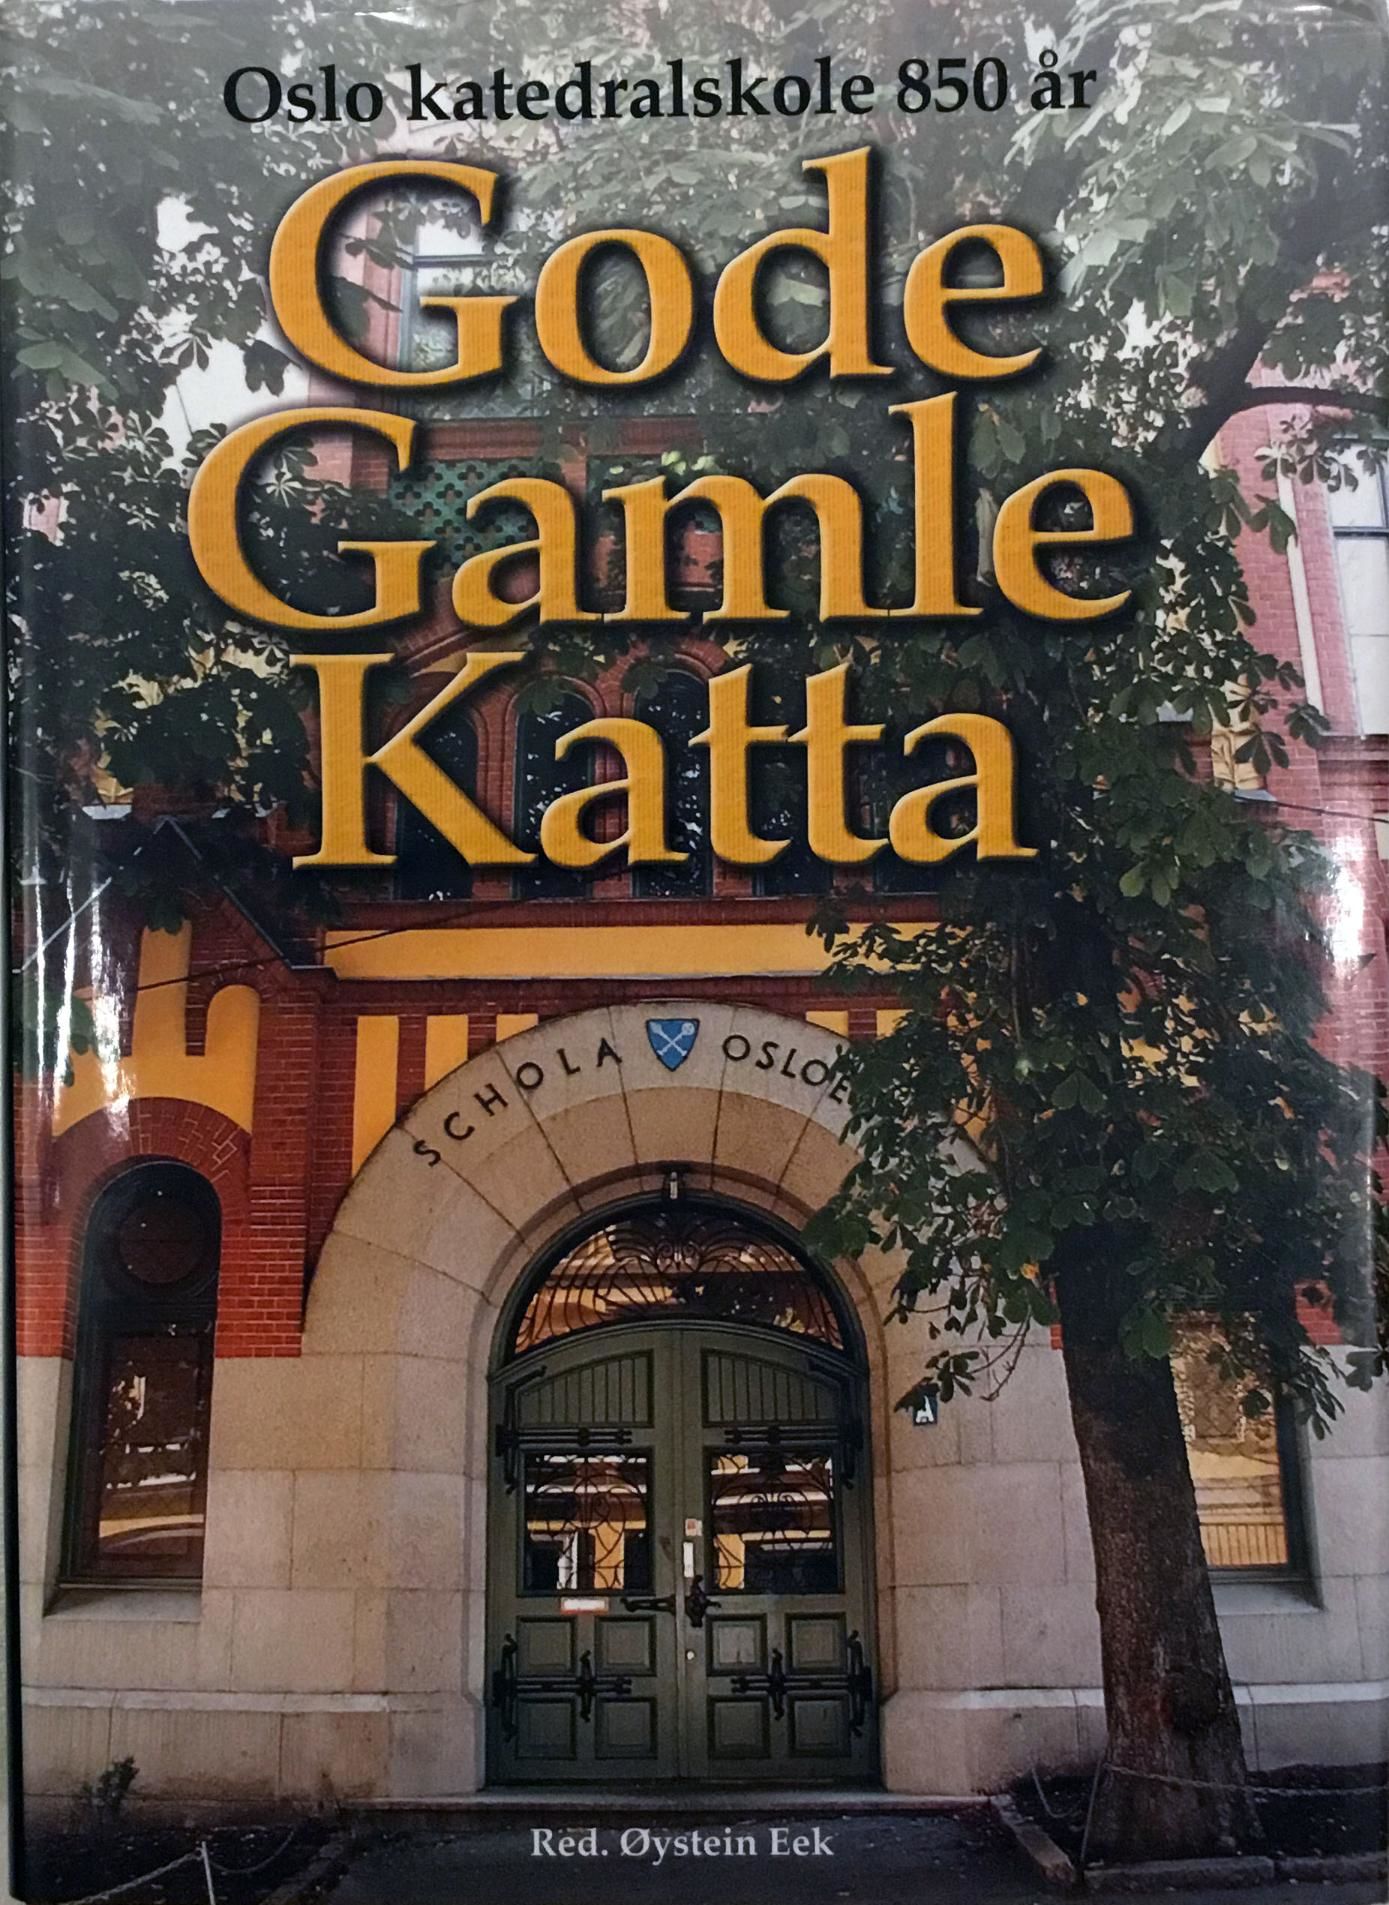 Oslo katedralskole 850 år
Gode
Gamle
Katta
SCHOLA OSLOE
Red. Øystein Eek